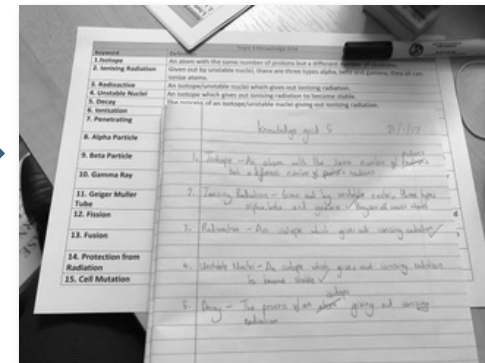 Topic 5 Knowledge Grid
Keyword Definition
1.Isotope An atom with the same number of protons but a different number of neutrons.
2. Ionising Radiation Given out by unstable nuclei, there are three types alpha, beta and gamma, they all can
ionise atoms.
3. Radioactive An isotope/unstable nuclei which gives out ionising radiation.
4. Unstable Nuclei An isotope which gives out ionising radiation to become stable.
5. Decay The process of an isotope/unstable nuclei giving out ionising radiation.
6. Ionisation
7. Penetrating
8. Alpha Particle
9. Beta Particle
10. Gamma Ray
11. Geiger Muller
Tube
12. Fission
13. Fusion
14. Protection from
Radiation
15. Cell Mutation
knowledge grid 5
1. Isotope - An atom with the same number of protons
but a different number of neutrons
2. Ionising Radiation - Given out by unstable nuclei, three types
alpha, beta and gamma
3. Radioactive - An isotope which gives out ionising radiation
4. Unstable Nuclei - An isotope which gives out ionising radiation
to become stable
5. Decay - The process of an isotope giving out ionising
radiation